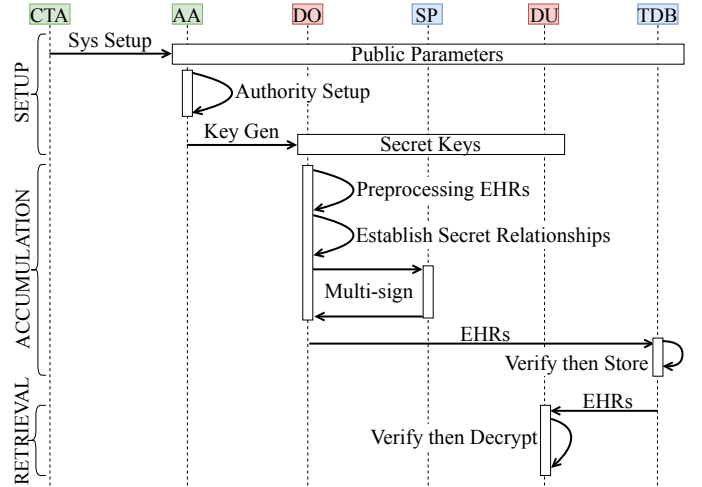 CTA AA DO SP DU TDB
SETUP
Sys Setup
Public Parameters
Authority Setup
Key Gen
Secret Keys
ACCUMULATION
Preprocessing EHRs
Establish Secret Relationships
Multi-sign
EHRs
Verify then Store
RETRIEVAL
EHRs
Verify then Decrypt